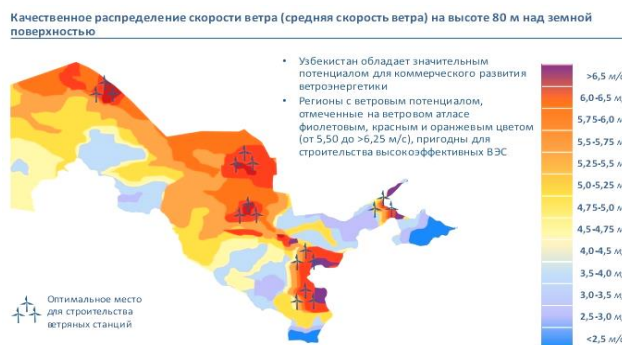 Качественное распределение скорости ветра (средняя скорость ветра) на высоте 80 м над земной
поверхностью
• Узбекистан обладает значительным
потенциалом для коммерческого развития
ветроэнергетики
• Регионы с ветровым потенциалом,
отмеченные на ветровом атласе
фиолетовым, красным и оранжевым цветом
(от 5,50 до >6,25 м/с), пригодны для
строительства высокоэффективных ВЭС
>6,5 м/с
6,0-6,5 м/
5,75-6,0 м
5,5-5,75 м/
5,25-5,5 м
5,0-5,25 м/
4,75-5,0 м
4,5-4,75 м/
4,0-4,5 м/
3,5-4,0 м/
3,0-3,5 м/
2,5-3,0 м/
<2,5 м/с
Оптимальное место
для строительства
ветряных станций